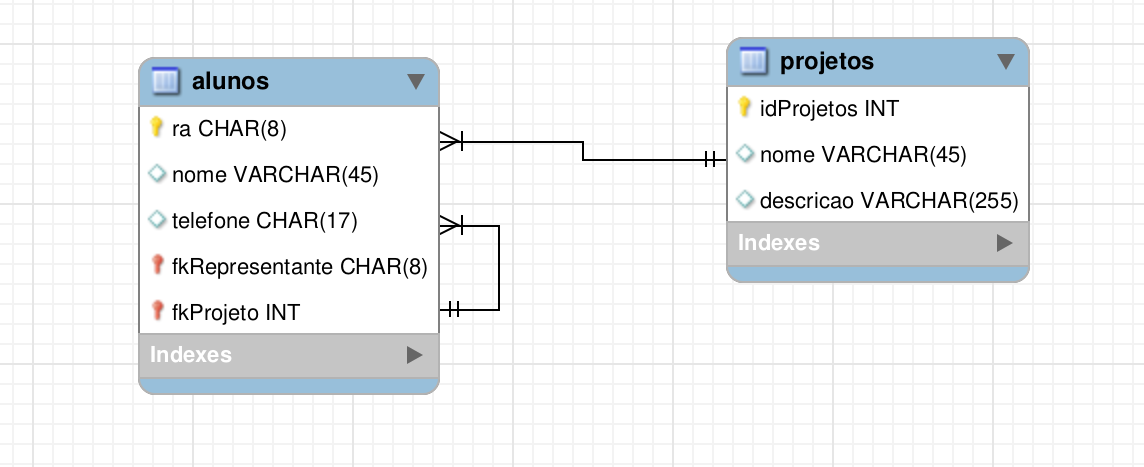 alunos
ra CHAR(8)
nome VARCHAR(45)
telefone CHAR(17)
fkRepresentante CHAR(8)
fkProjeto INT
Indexes
projetos
idProjetos INT
nome VARCHAR(45)
descricao VARCHAR(255)
Indexes